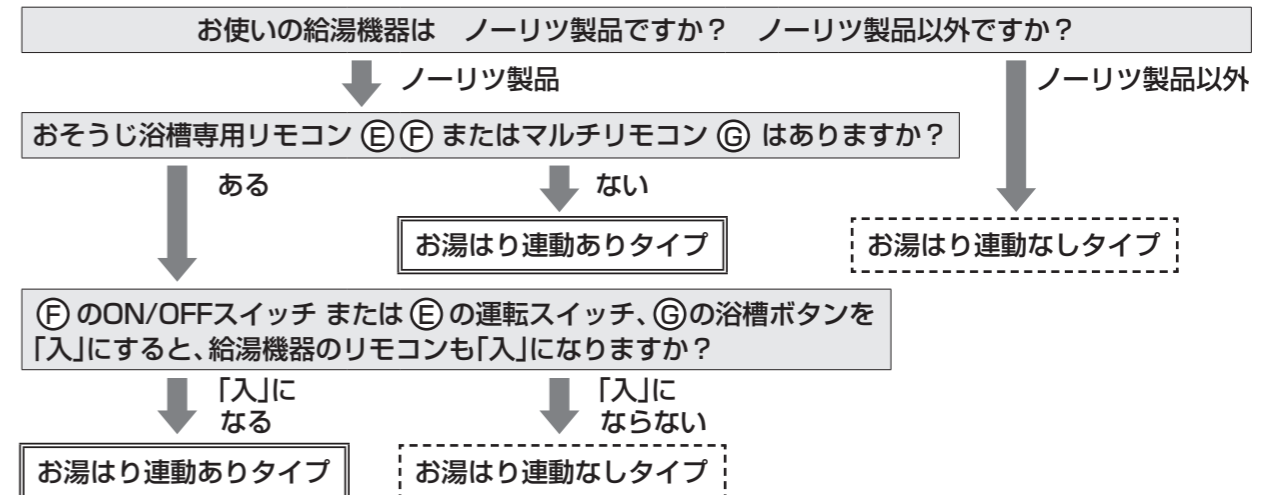 お使いの給湯機器は　ノーリツ製品ですか？　ノーリツ製品以外ですか？
ノーリツ製品
ノーリツ製品以外
おそうじ浴槽専用リモコン Ⓔ Ⓕ またはマルチリモコン Ⓖ はありますか？
ある
ない
お湯はり連動ありタイプ
お湯はり連動なしタイプ
Ⓕ のON/OFFスイッチ または Ⓔ の運転スイッチ、Ⓖの浴槽ボタンを
「入」にすると、給湯機器のリモコンも「入」になりますか？
「入」に
なる
「入」に
ならない
お湯はり連動ありタイプ
お湯はり連動なしタイプ